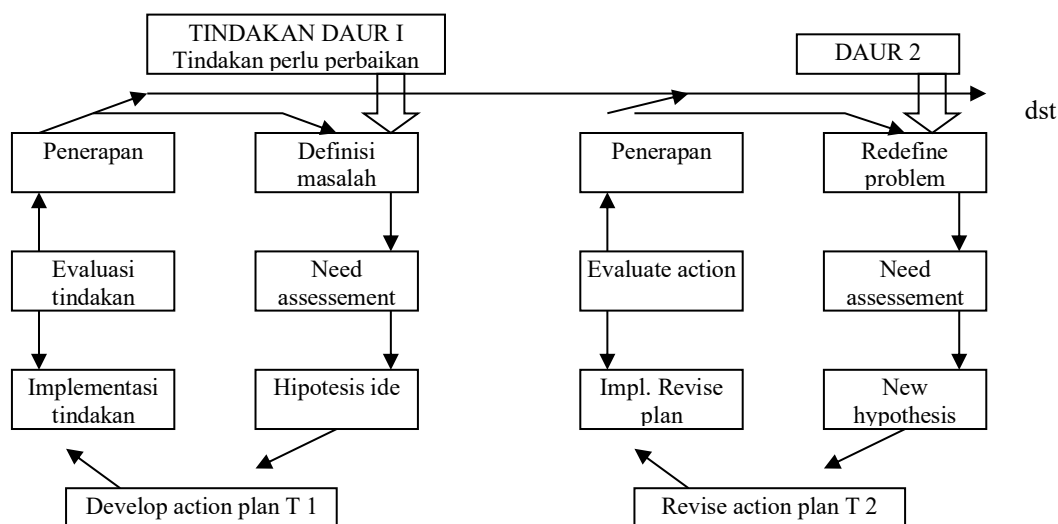 TINDAKAN DAUR I
Tindakan perlu perbaikan
DAUR 2
dst
Penerapan
Definisi
masalah
Penerapan
Redefine
problem
Evaluasi
tindakan
Need
assessement
Evaluate action
Need
assessement
Implementasi
tindakan
Hipotesis ide
Impl. Revise
plan
New
hypothesis
Develop action plan T 1
Revise action plan T 2